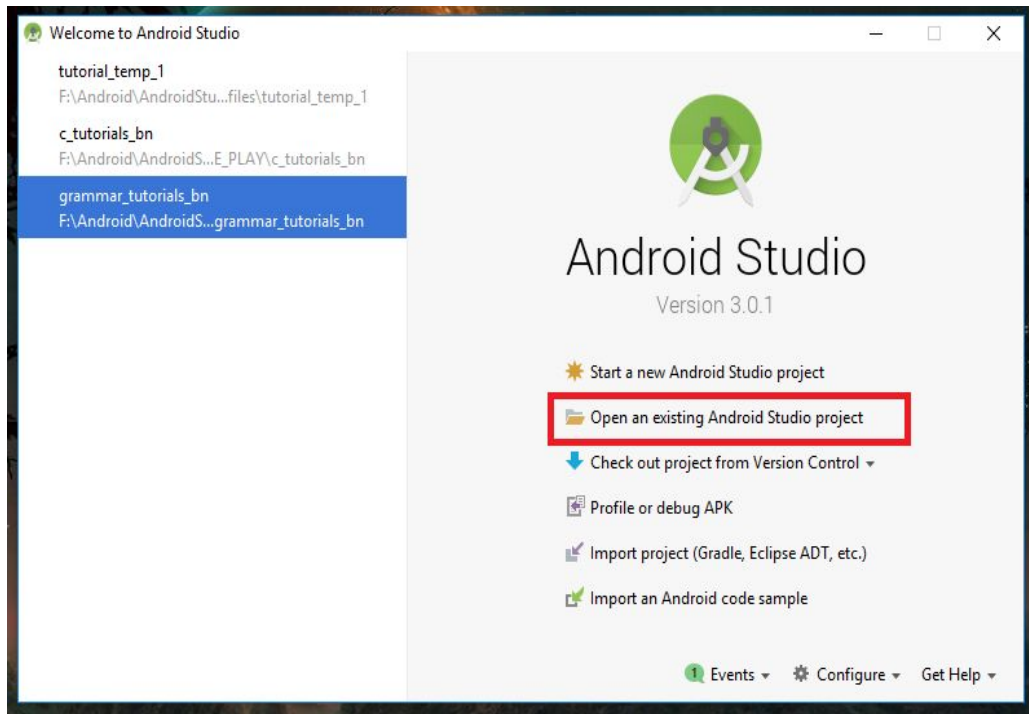 Welcome to Android Studio
tutorial_temp_1
F:\Android\AndroidStu...files\tutorial_temp_1
c_tutorials_bn
F:\Android\AndroidS...E_PLAY\c_tutorials_bn
grammar_tutorials_bn
F:\Android\AndroidS...grammar_tutorials_bn
Android Studio
Version 3.0.1
Start a new Android Studio project
Open an existing Android Studio project
Check out project from Version Control
Profile or debug APK
Import project (Gradle, Eclipse ADT, etc.)
Import an Android code sample
1 Events Configure Get Help